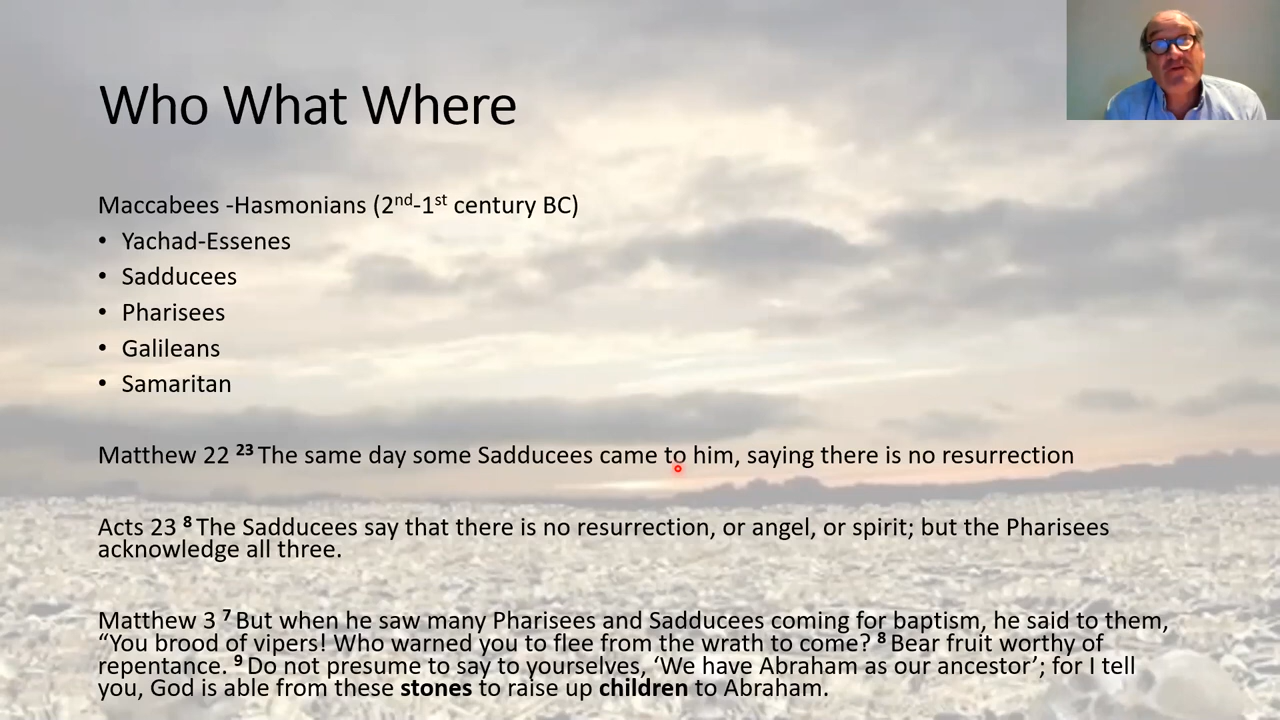 Who What Where
Maccabees -Hasmonians (2nd-1st century BC)
• Yachad-Essenes
• Sadducees
• Pharisees
• Galileans
• Samaritan
Matthew 22 23 The same day some Sadducees came to him, saying there is no resurrection
Acts 23 8 The Sadducees say that there is no resurrection, or angel, or spirit; but the Pharisees
acknowledge all three.
Matthew 3 7 But when he saw many Pharisees and Sadducees coming for baptism, he said to them,
“You brood of vipers! Who warned you to flee from the wrath to come? 8 Bear fruit worthy of
repentance. 9 Do not presume to say to yourselves, ‘We have Abraham as our ancestor’; for I tell
you, God is able from these stones to raise up children to Abraham.